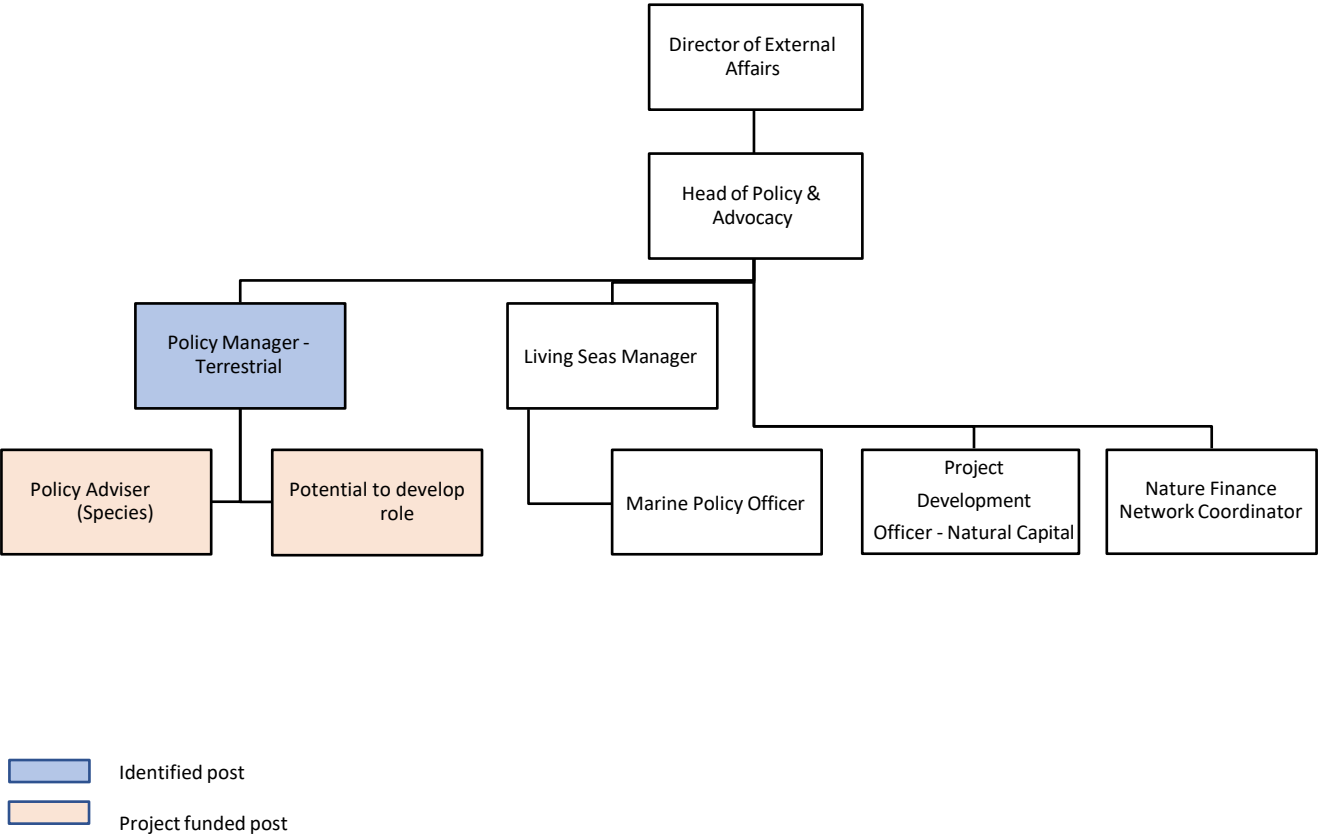 Director of External
Affairs
Head of Policy &
Advocacy
Policy Manager -
Terrestrial
Living Seas Manager
Policy Adviser
(Species)
Potential to develop
role
Marine Policy Officer
Project
Development
Officer - Natural Capital
Nature Finance
Network Coordinator
Identified post
Project funded post